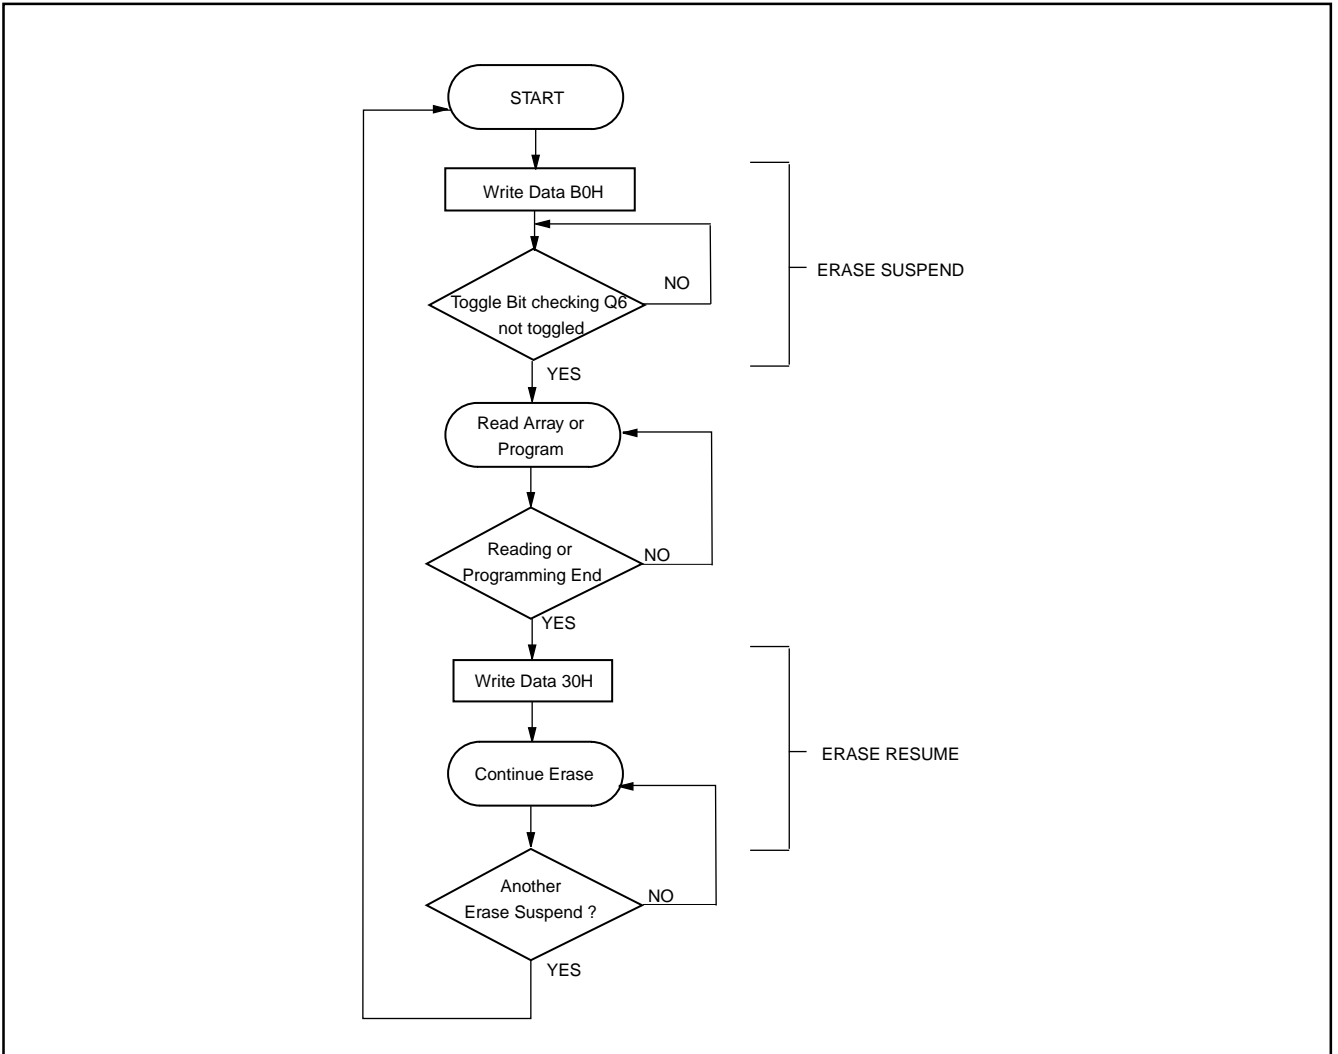 START
Write Data B0H
ERASE SUSPEND
NO
Toggle Bit checking Q6
not toggled
YES
Read Array or
Program
Reading or
Programming End
NO
YES
Write Data 30H
ERASE RESUME
Continue Erase
Another
Erase Suspend ?
NO
YES